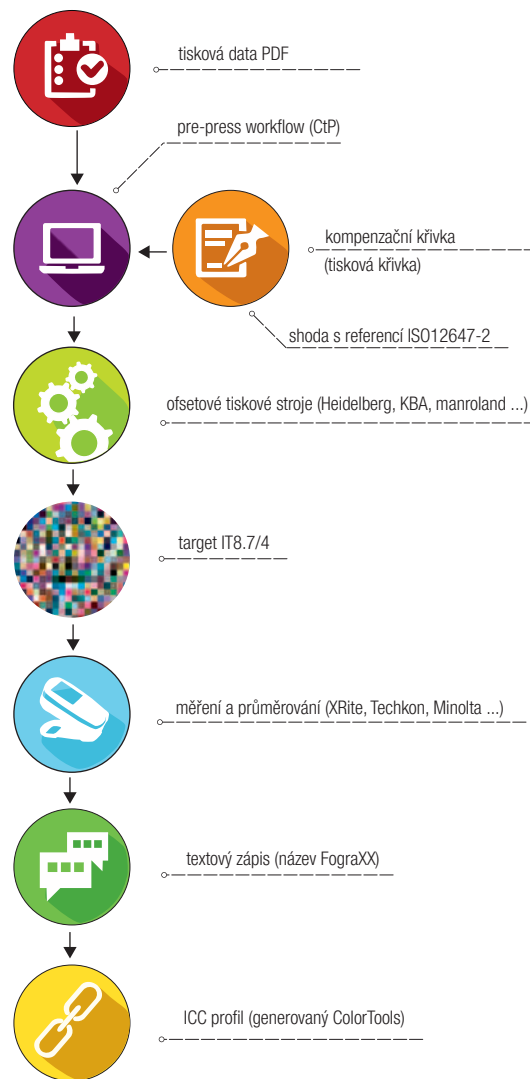 tisková data PDF
pre-press workflow (CtP)
kompenzační křivka
(tisková křivka)
shoda s referencí ISO12647-2
ofsetové tiskové stroje (Heidelberg, KBA, manroland ...)
target IT8.7/4
měření a průměrování (XRite, Techkon, Minolta ...)
textový zápis (název FograXX)
ICC profil (generovaný ColorTools)